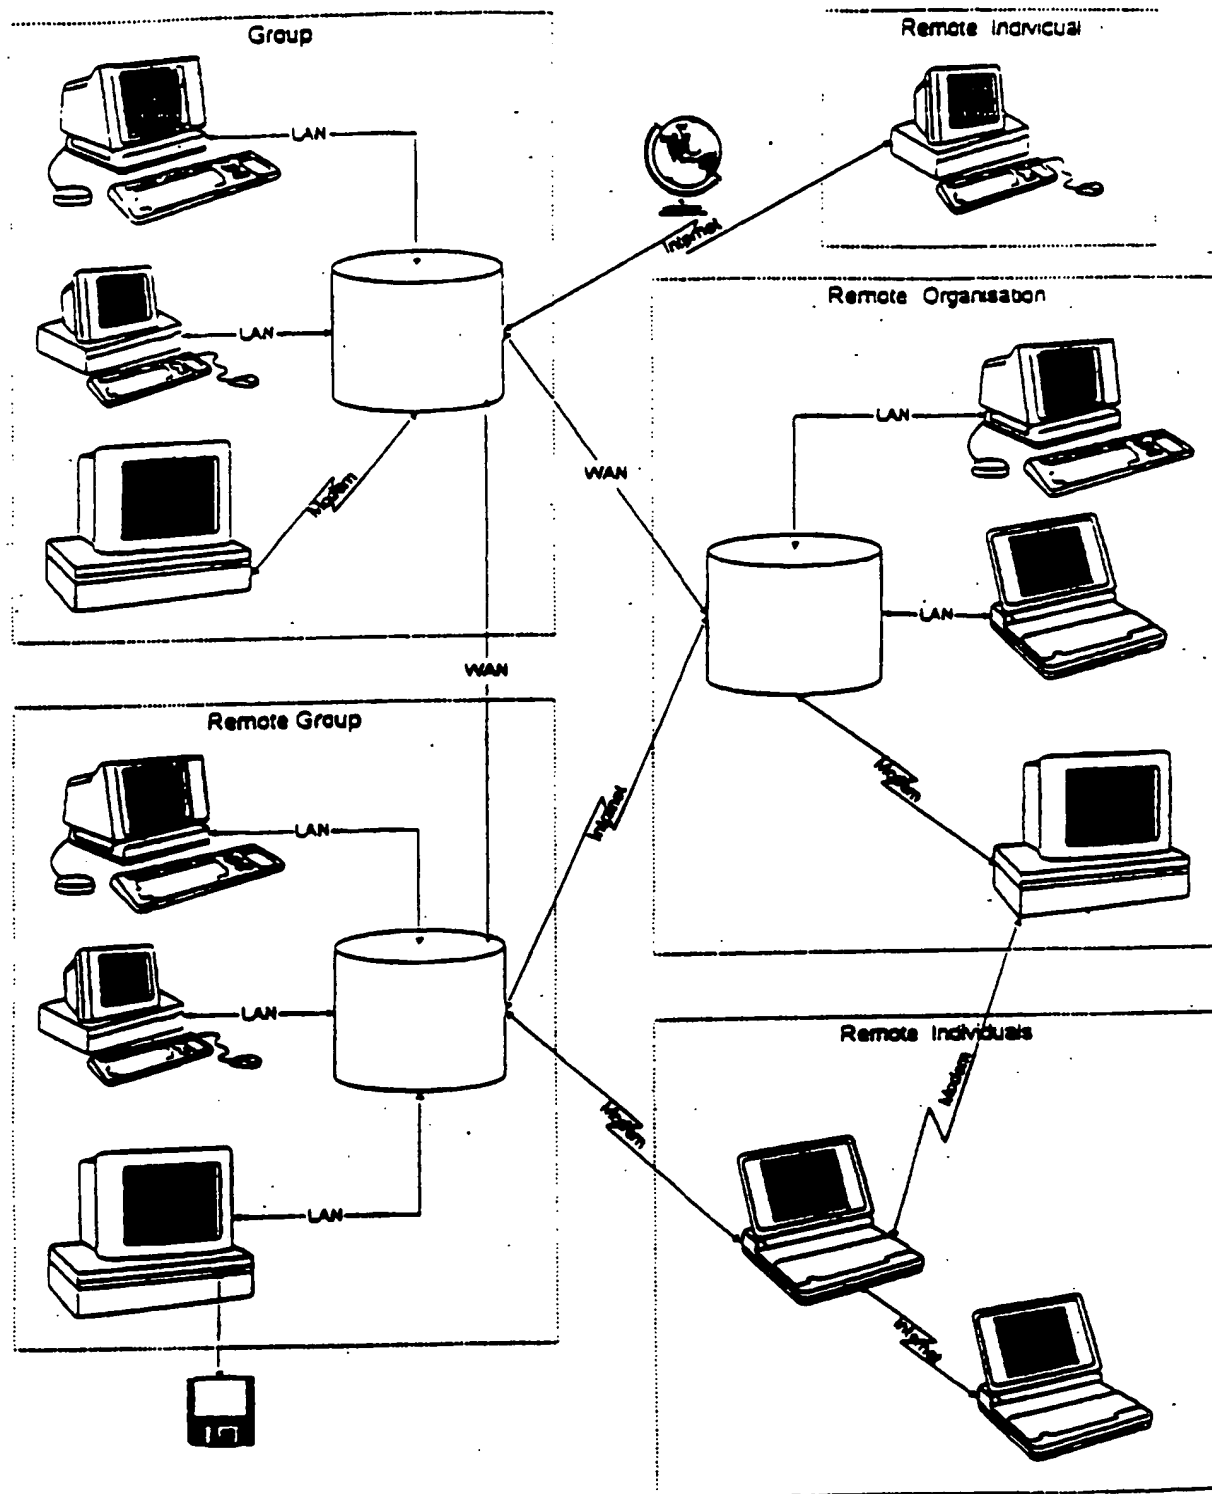 Group
Remote Individual
LAN
Internet
Remote Organisation
LAN
LAN
WAN
Modem
LAN
WAN
Remote Group
Modem
LAN
Internet
LAN
Remote Individuals
Modem
Modem
LAN
Internet